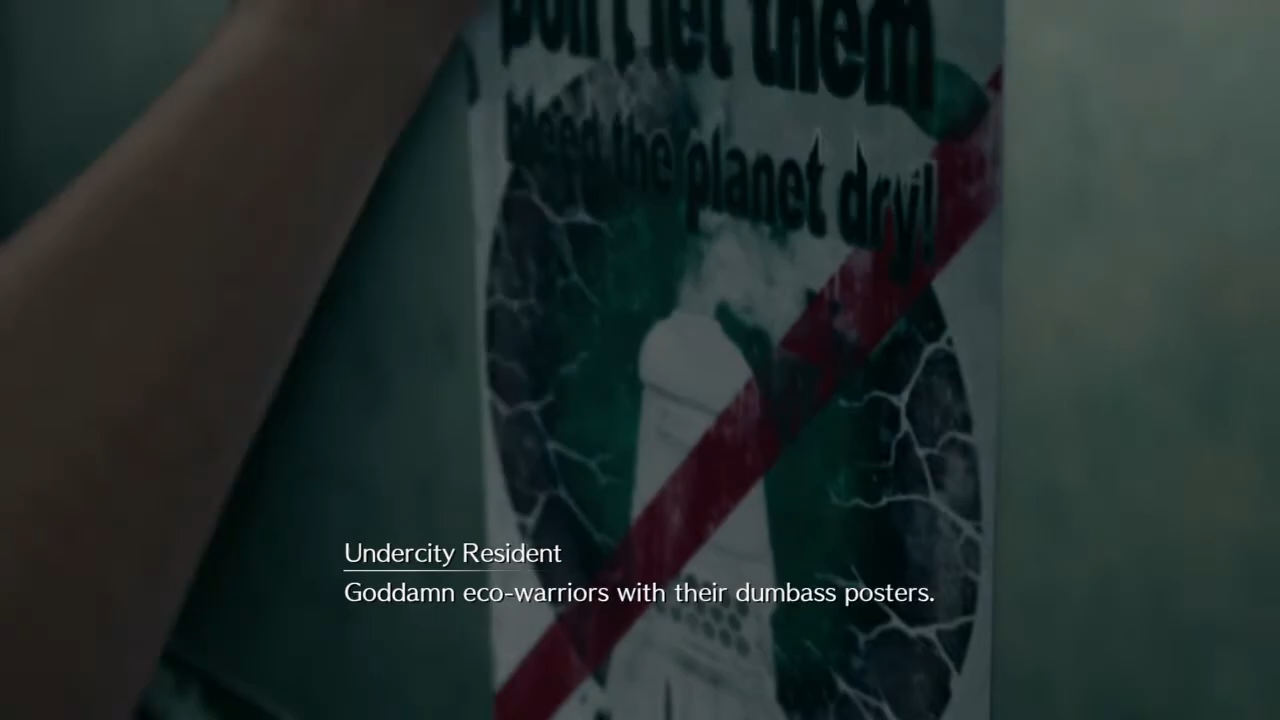 Don't let them
bleed the planet dry!
Undercity Resident
Goddamn eco-warriors with their dumbass posters.